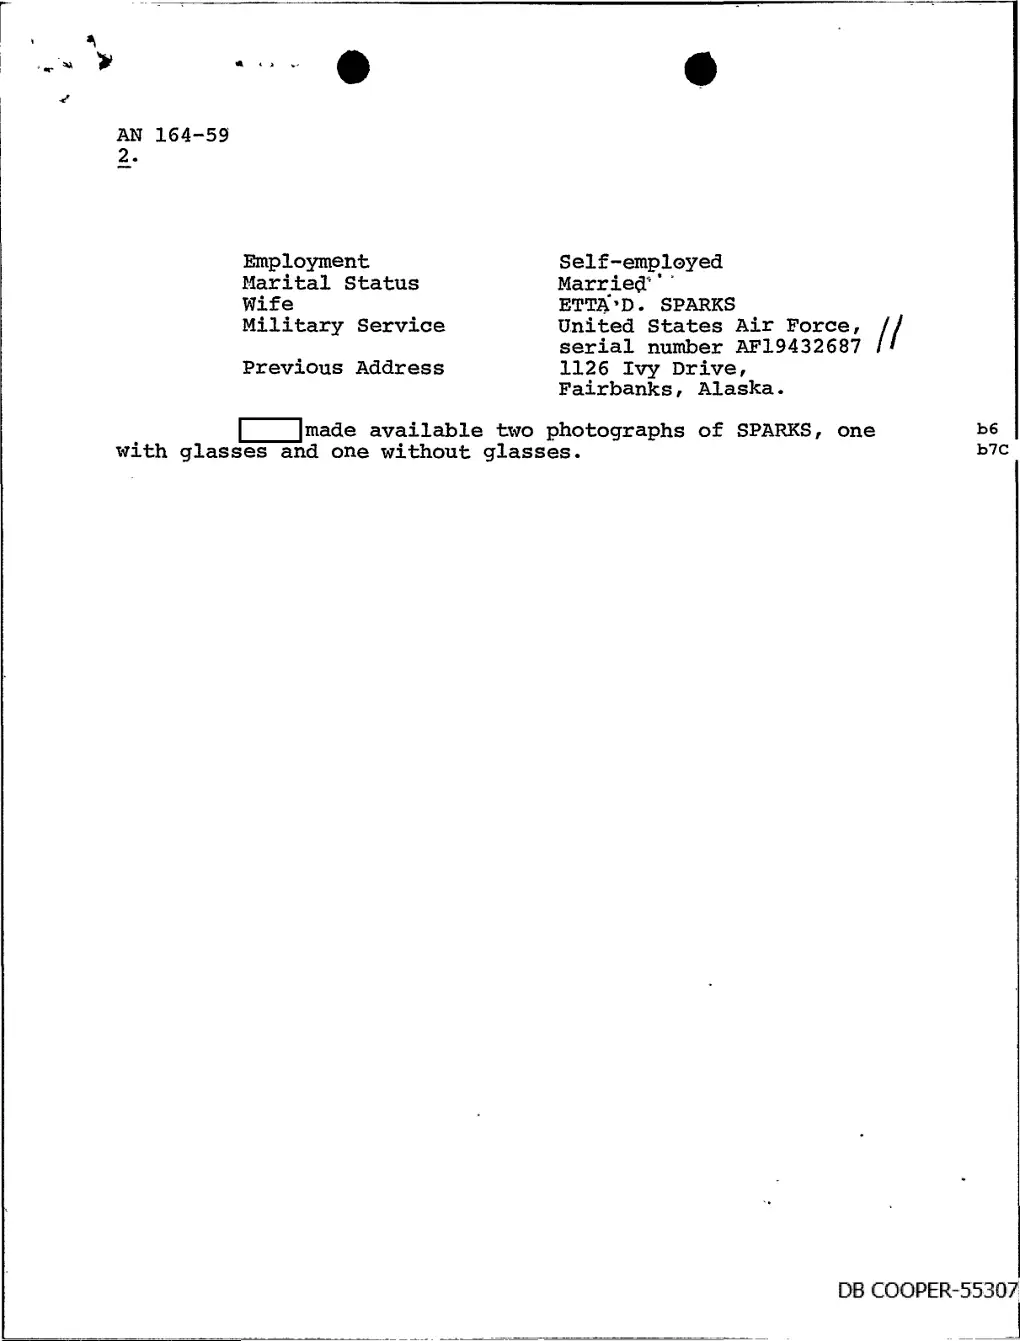 AN 164-59
2.
Employment Self-employed
Marital Status Married
Wife ETTA D. SPARKS
Military Service United States Air Force, //
serial number AF19432687
Previous Address 1126 Ivy Drive,
Fairbanks, Alaska.
made available two photographs of SPARKS, one b6
with glasses and one without glasses. b7C
DB COOPER-55307